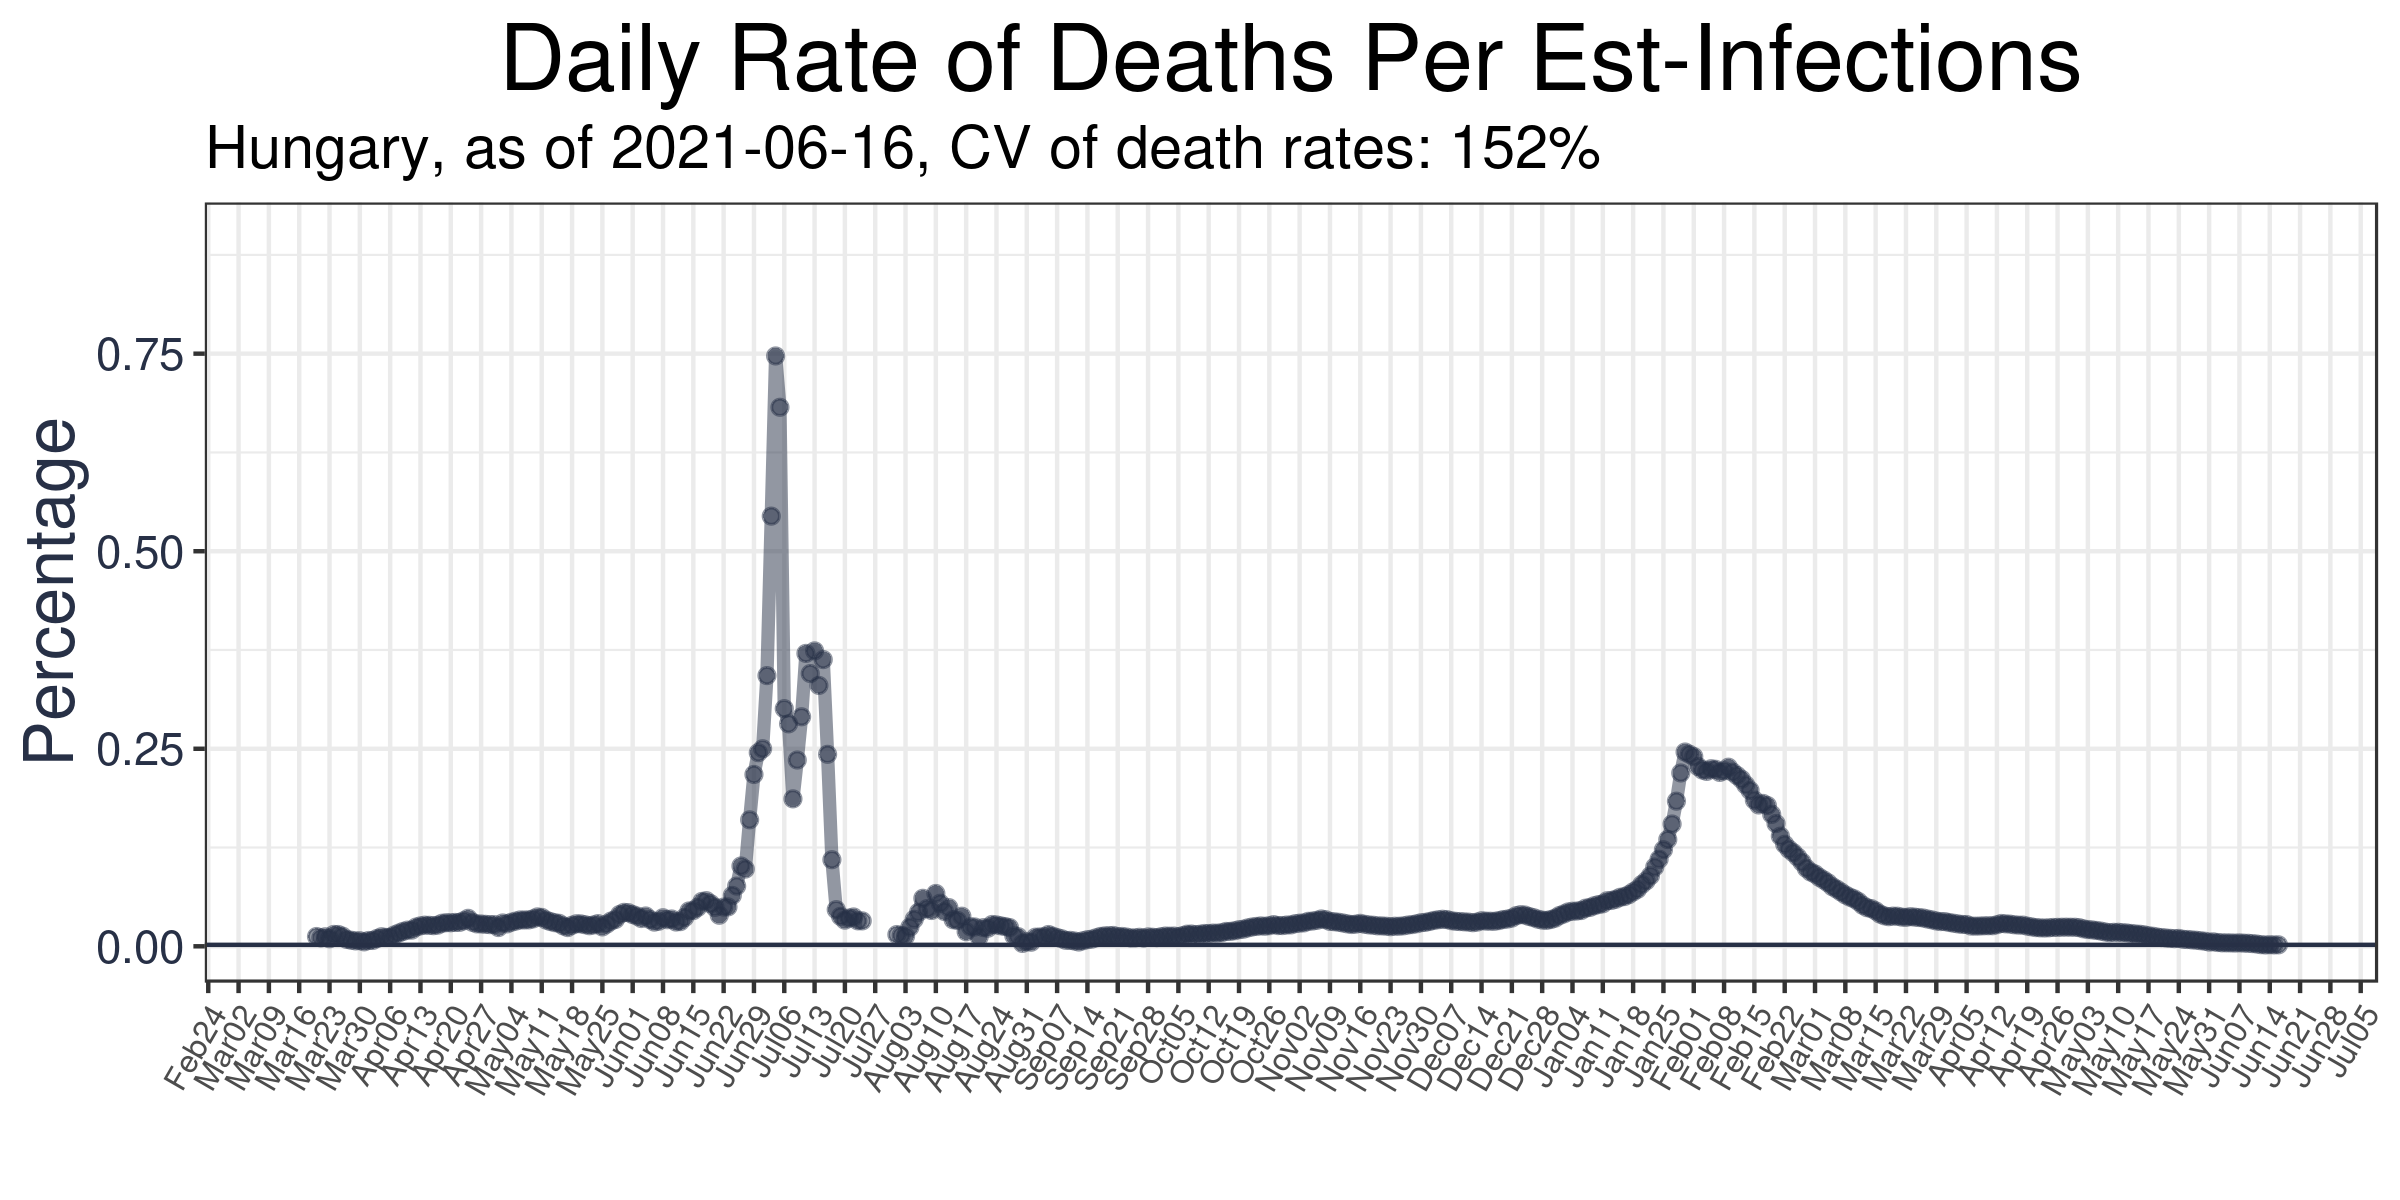 Daily Rate of Deaths Per Est-Infections
Hungary, as of 2021-06-16, CV of death rates: 152%
Percentage
0.75
0.50
0.25
0.00
Feb24
Mar02
Mar09
Mar16
Mar23
Mar30
Apr06
Apr13
Apr20
Apr27
May04
May11
May18
May25
Jun01
Jun08
Jun15
Jun22
Jun29
Jul06
Jul13
Jul20
Jul27
Aug03
Aug10
Aug17
Aug24
Aug31
Sep07
Sep14
Sep21
Sep28
Oct05
Oct12
Oct19
Oct26
Nov02
Nov09
Nov16
Nov23
Nov30
Dec07
Dec14
Dec21
Dec28
Jan04
Jan11
Jan18
Jan25
Feb01
Feb08
Feb15
Feb22
Mar01
Mar08
Mar15
Mar22
Mar29
Apr05
Apr12
Apr19
Apr26
May03
May10
May17
May24
May31
Jun07
Jun14
Jun21
Jun28
Jul05